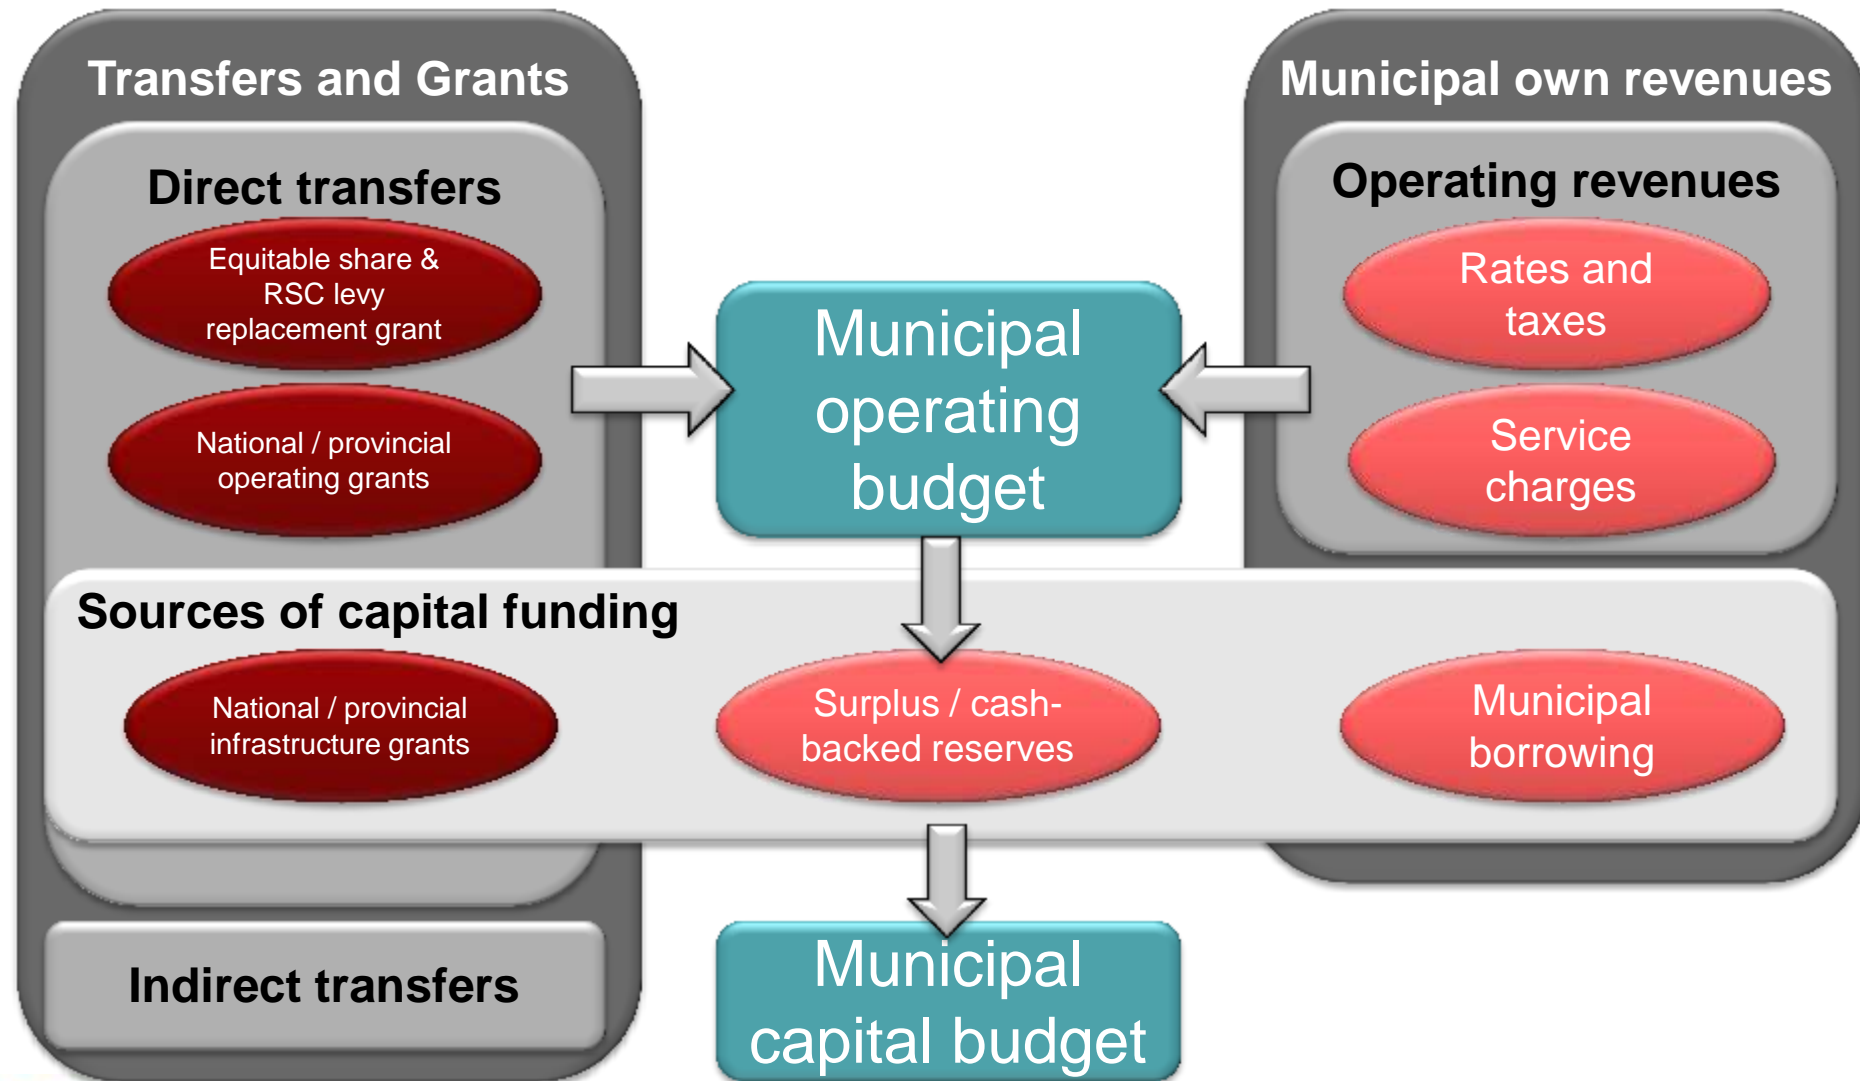 Transfers and Grants
Direct transfers
Equitable share &
RSC levy
replacement grant
National / provincial
operating grants
Municipal
operating
budget
Municipal own revenues
Operating revenues
Rates and
taxes
Service
charges
Sources of capital funding
National / provincial
infrastructure grants
Surplus / cash-
backed reserves
Municipal
borrowing
Indirect transfers
Municipal
capital budget